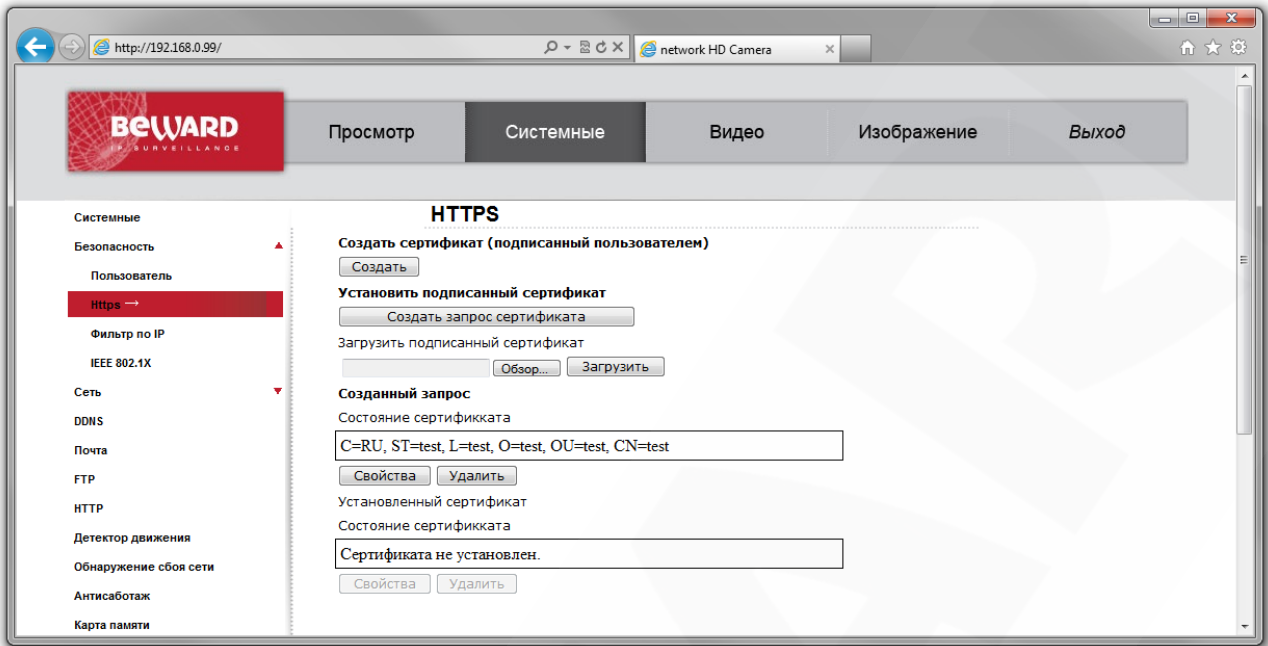 http://192.168.0.99/
network HD Camera
BEWARD
IP SURVEILLANCE
Просмотр
Системные
Видео
Изображение
Выход
Системные
Безопасность
Пользователь
Https →
Фильтр по IP
IEEE 802.1X
Сеть
DDNS
Почта
FTP
HTTP
Детектор движения
Обнаружение сбоя сети
Антисаботаж
Карта памяти
HTTPS
Создать сертификат (подписанный пользователем)
Создать
Установить подписанный сертификат
Создать запрос сертификата
Загрузить подписанный сертификат
Обзор... Загрузить
Созданный запрос
Состояние сертификката
C=RU, ST=test, L=test, O=test, OU=test, CN=test
Свойства Удалить
Установленный сертификат
Состояние сертификката
Сертификата не установлен.
Свойства Удалить